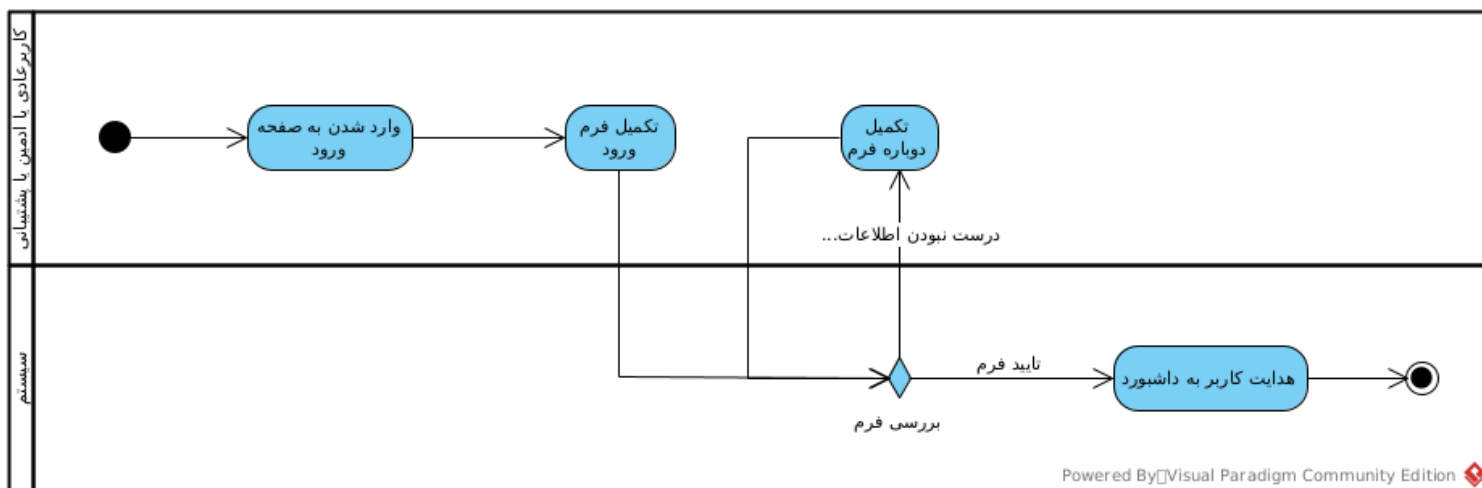 کاربرعادی یا ادمین یا پشتیبانی
وارد شدن به صفحه
ورود
تکمیل فرم
ورود
تکمیل
دوباره فرم
درست نبودن اطلاعات...
سیستم
بررسی فرم
تایید فرم
هدایت کاربر به داشبورد
Powered By Visual Paradigm Community Edition